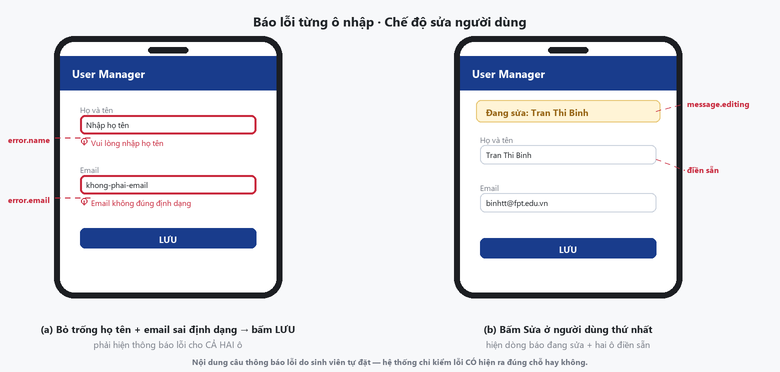 Báo lỗi từng ô nhập · Chế độ sửa người dùng
User Manager
Họ và tên
Nhập họ tên
Vui lòng nhập họ tên
error.name
Email
khong-phai-email
Email không đúng định dạng
error.email
LƯU
(a) Bỏ trống họ tên + email sai định dạng → bấm LƯU
phải hiện thông báo lỗi cho CẢ HAI ô
User Manager
Đang sửa: Tran Thi Binh
message.editing
Họ và tên
Tran Thi Binh
điền sẵn
Email
binhtt@fpt.edu.vn
LƯU
(b) Bấm Sửa ở người dùng thứ nhất
hiện dòng báo đang sửa + hai ô điền sẵn
Nội dung câu thông báo lỗi do sinh viên tự đặt — hệ thống chỉ kiểm lỗi CÓ hiện ra đúng chỗ hay không.